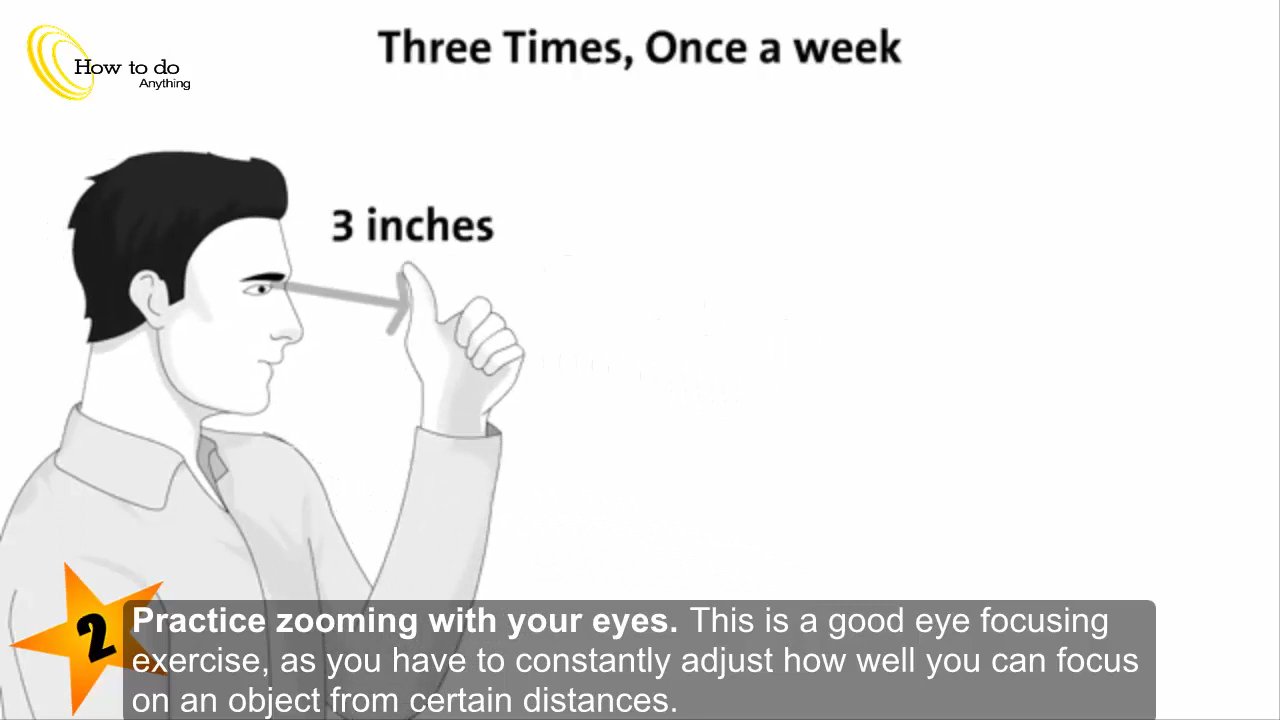 Three Times, Once a week
How to do
Anything
3 inches
2
Practice zooming with your eyes. This is a good eye focusing
exercise, as you have to constantly adjust how well you can focus
on an object from certain distances.